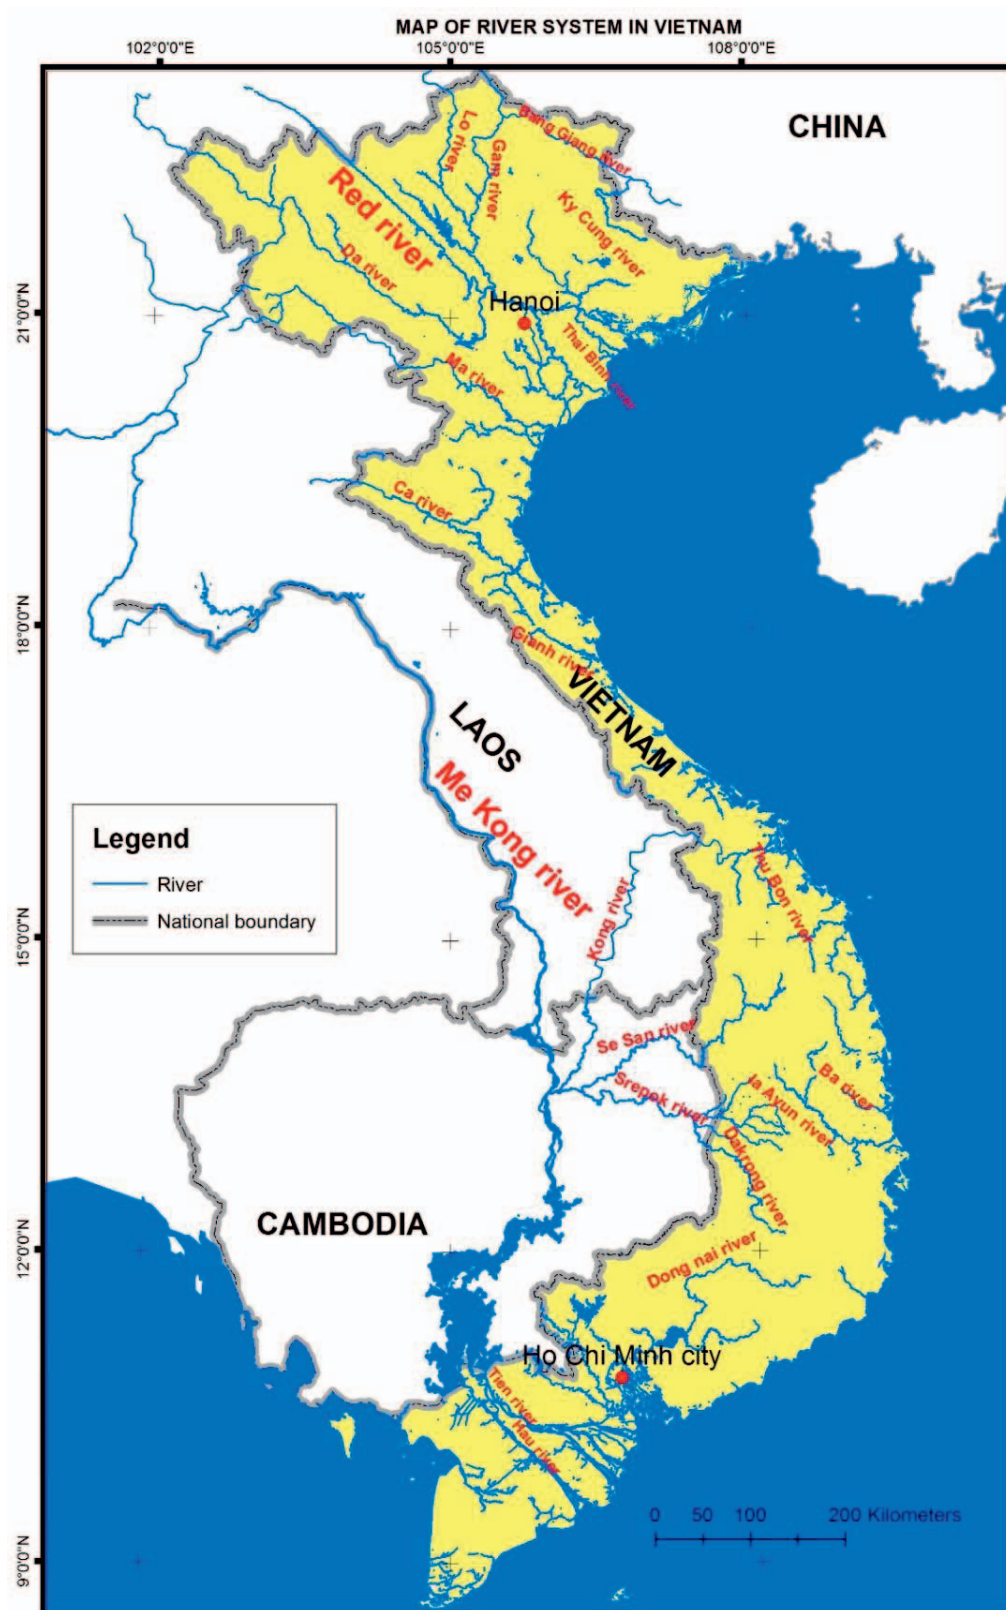 MAP OF RIVER SYSTEM IN VIETNAM
102°0'0"E
105°0'0"E
108°0'0"E
CHINA
Lo river
Gam river
Bang Giang river
Red river
Ky Cung river
Da river
Hanoi
21°0'0"N
Thai Binh river
Ma river
Ca river
18°0'0"N
Gianh river
VIETNAM
LAOS
Me Kong river
Legend
River
National boundary
Kong river
Thu Bon river
15°0'0"N
Se San river
Srepok river
Ia Ayun river
Ba river
Dakrong river
CAMBODIA
12°0'0"N
Dong nai river
Ho Chi Minh city
Tien river
Hau river
0 50 100 200 Kilometers
9°0'0"N